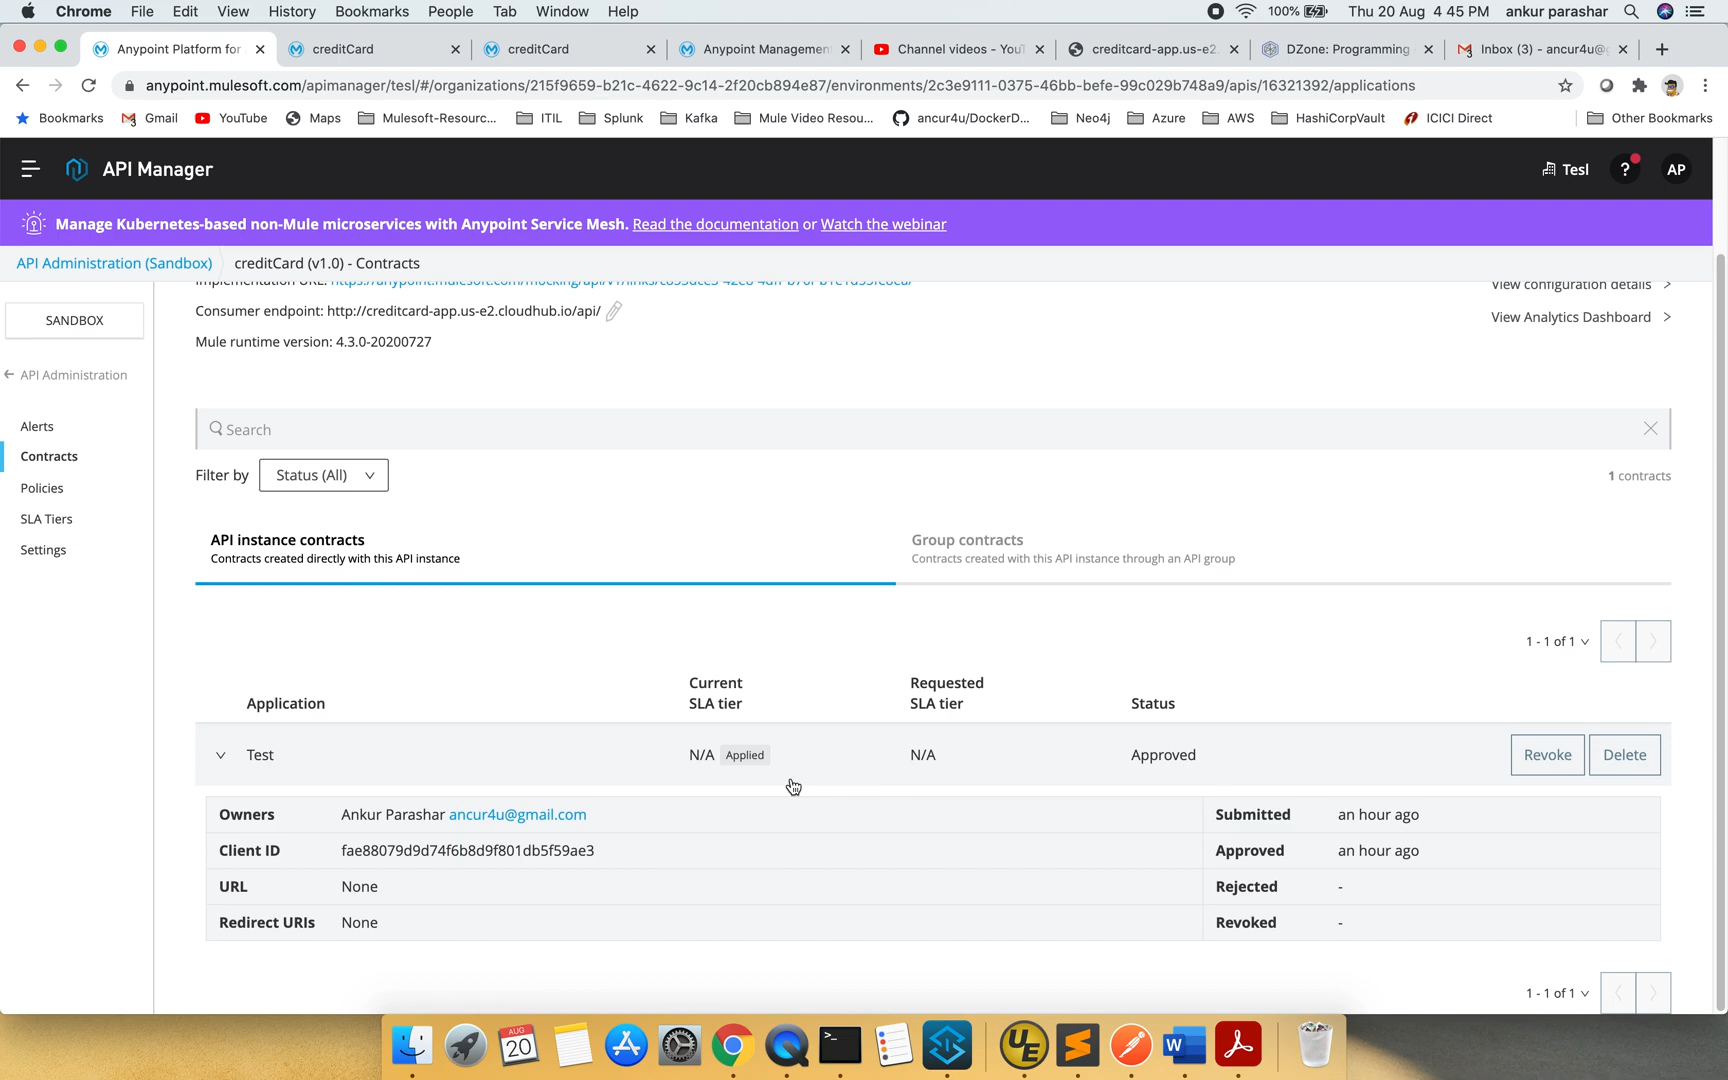 Chrome File Edit View History Bookmarks People Tab Window Help 100% Thu 20 Aug 4 45 PM ankur parashar
Anypoint Platform for creditCard creditCard Anypoint Managemen Channel videos - YouT creditcard-app.us-e2. DZone: Programming Inbox (3) - ancur4u@g
anypoint.mulesoft.com/apimanager/tesl/#/organizations/215f9659-b21c-4622-9c14-2f20cb894e87/environments/2c3e9111-0375-46bb-befe-99c029b748a9/apis/16321392/applications
Bookmarks Gmail YouTube Maps Mulesoft-Resourc... ITIL Splunk Kafka Mule Video Resou... ancur4u/DockerD... Neo4j Azure AWS HashiCorpVault ICICI Direct Other Bookmarks
API Manager Tesl ? AP
Manage Kubernetes-based non-Mule microservices with Anypoint Service Mesh. Read the documentation or Watch the webinar
API Administration (Sandbox) creditCard (v1.0) - Contracts
Implementation URL: View configuration details >
SANDBOX Consumer endpoint: http://creditcard-app.us-e2.cloudhub.io/api/ View Analytics Dashboard >
Mule runtime version: 4.3.0-20200727
API Administration
Alerts
Contracts
Policies
SLA Tiers
Settings
Search
Filter by Status (All) 1 contracts
API instance contracts Group contracts
Contracts created directly with this API instance Contracts created with this API instance through an API group
1 - 1 of 1
Current Requested
Application SLA tier SLA tier Status
Test N/A Applied N/A Approved Revoke Delete
Owners Ankur Parashar ancur4u@gmail.com Submitted an hour ago
Client ID fae88079d9d74f6b8d9f801db5f59ae3 Approved an hour ago
URL None Rejected -
Redirect URIs None Revoked -
1 - 1 of 1
AUG
20
UE